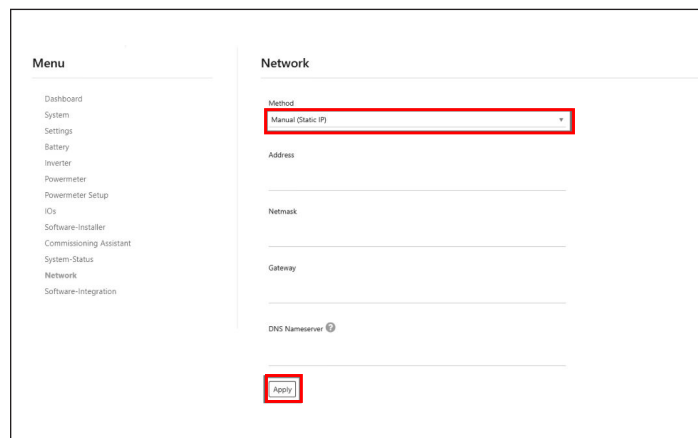 Menu
Dashboard
System
Settings
Battery
Inverter
Powermeter
Powermeter Setup
IOs
Software-Installer
Commissioning Assistant
System-Status
Network
Software-Integration
Network
Method
Manual (Static IP)
Address
Netmask
Gateway
DNS Nameserver ?
Apply